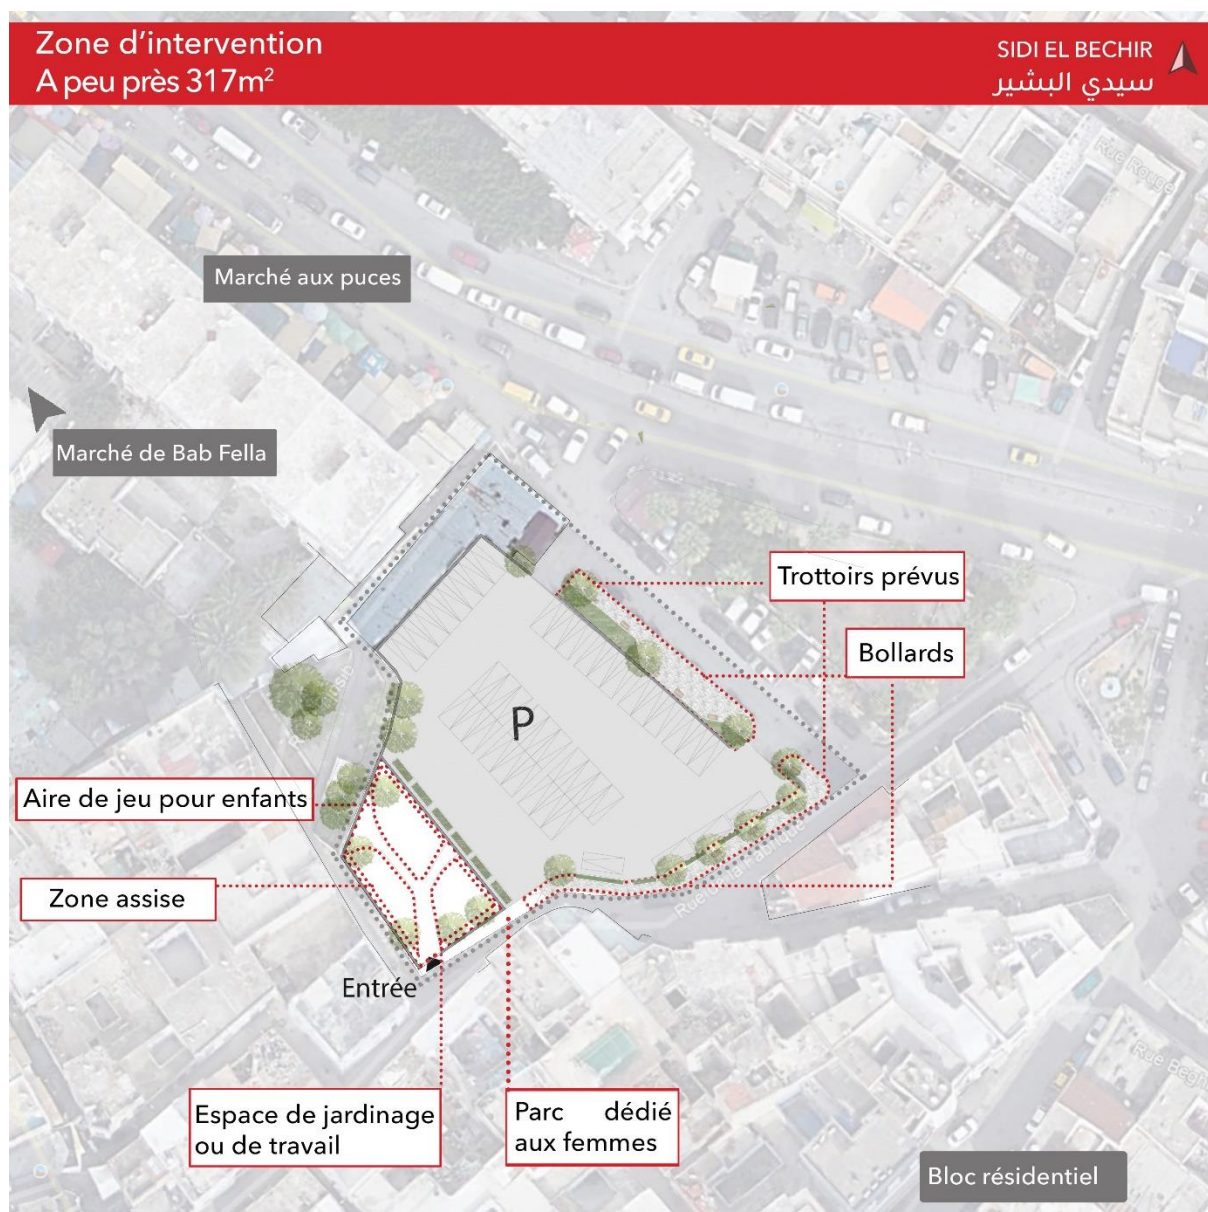 Zone d'intervention
A peu près 317m²
SIDI EL BECHIR
سيدي البشير
Rue Rouge
Marché aux puces
Marché de Bab Fella
Trottoirs prévus
Bollards
P
Aire de jeu pour enfants
Zone assise
Entrée
Espace de jardinage
ou de travail
Parc dédié
aux femmes
Bloc résidentiel